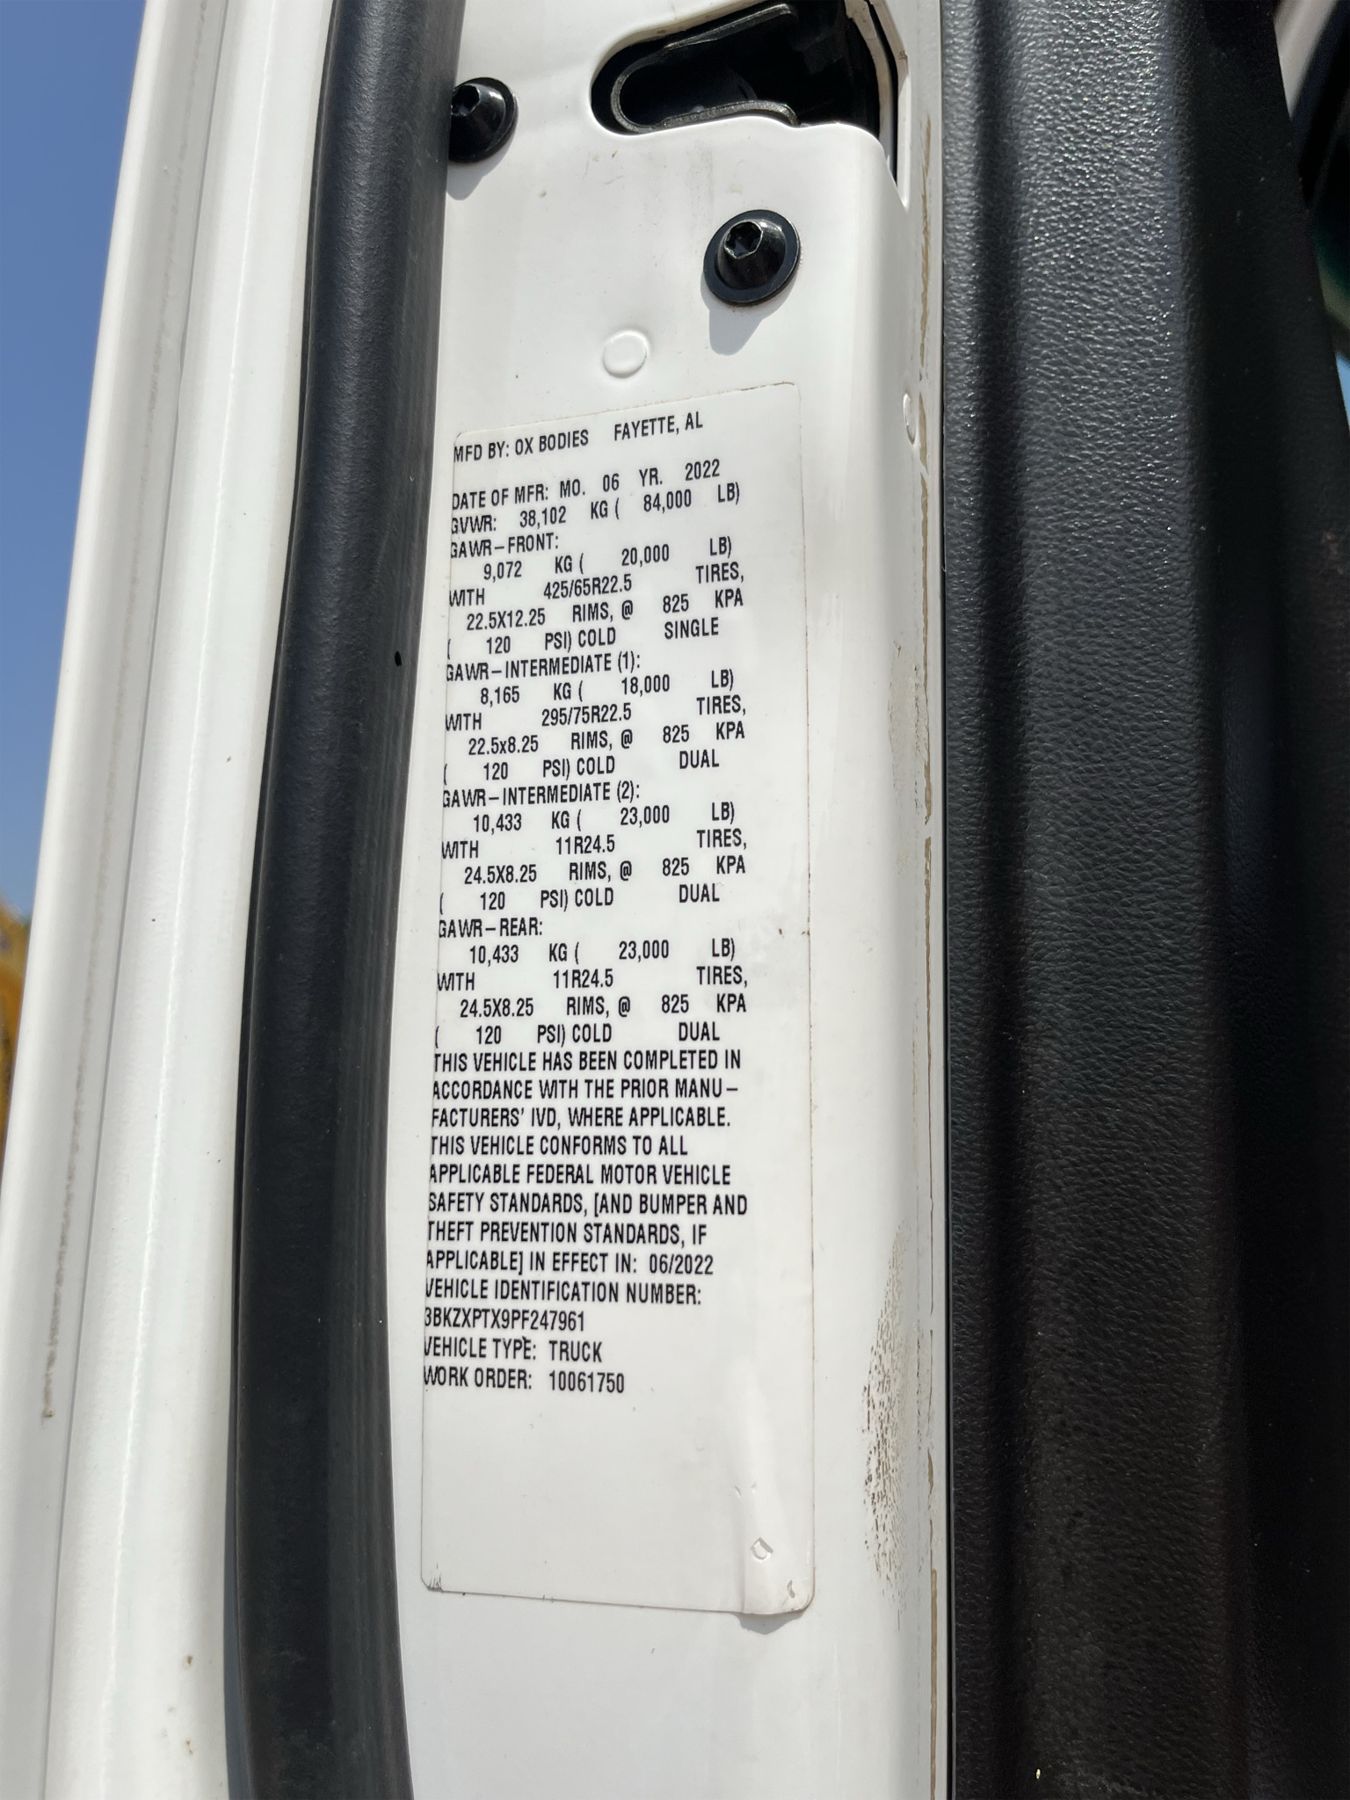 MFD BY: OX BODIES FAYETTE, AL
DATE OF MFR: MO. 06 YR. 2022
GVWR: 38,102 KG ( 84,000 LB)
GAWR-FRONT:
9,072 KG ( 20,000 LB)
WITH 425/65R22.5 TIRES,
22.5X12.25 RIMS, @ 825 KPA
( 120 PSI) COLD SINGLE
GAWR-INTERMEDIATE (1):
8,165 KG ( 18,000 LB)
WITH 295/75R22.5 TIRES,
22.5x8.25 RIMS, @ 825 KPA
( 120 PSI) COLD DUAL
GAWR-INTERMEDIATE (2):
10,433 KG ( 23,000 LB)
WITH 11R24.5 TIRES,
24.5X8.25 RIMS, @ 825 KPA
( 120 PSI) COLD DUAL
GAWR-REAR:
10,433 KG ( 23,000 LB)
WITH 11R24.5 TIRES,
24.5X8.25 RIMS, @ 825 KPA
( 120 PSI) COLD DUAL
THIS VEHICLE HAS BEEN COMPLETED IN
ACCORDANCE WITH THE PRIOR MANU-
FACTURERS' IVD, WHERE APPLICABLE.
THIS VEHICLE CONFORMS TO ALL
APPLICABLE FEDERAL MOTOR VEHICLE
SAFETY STANDARDS, [AND BUMPER AND
THEFT PREVENTION STANDARDS, IF
APPLICABLE] IN EFFECT IN: 06/2022
VEHICLE IDENTIFICATION NUMBER:
3BKZXPTX9PF247961
VEHICLE TYPE: TRUCK
WORK ORDER: 10061750